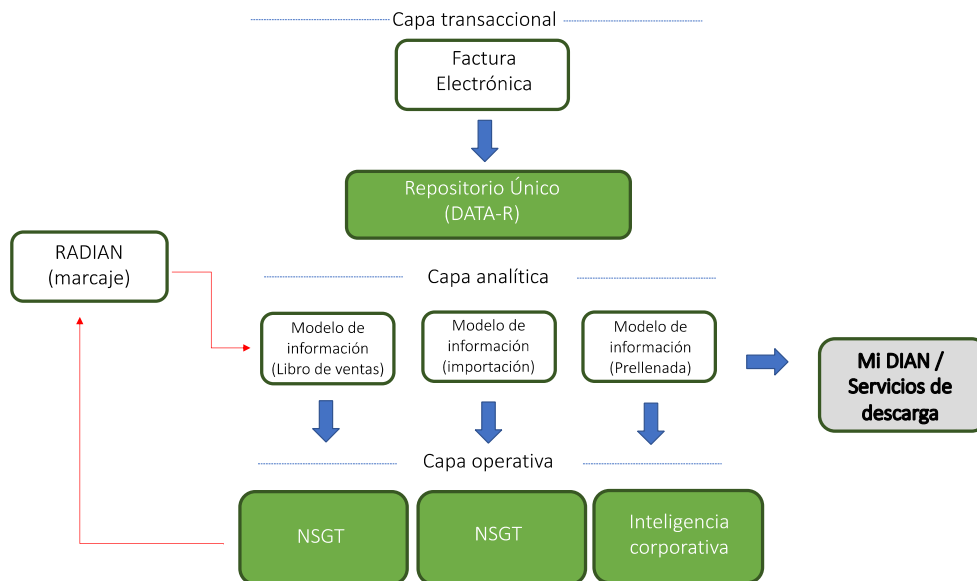 Capa transaccional
Factura
Electrónica
Repositorio Único
(DATA-R)
RADIAN
(marcaje)
Capa analítica
Modelo de
información
(Libro de ventas)
Modelo de
información
(importación)
Modelo de
información
(Prellenada)
Mi DIAN /
Servicios de
descarga
Capa operativa
NSGT
NSGT
Inteligencia
corporativa